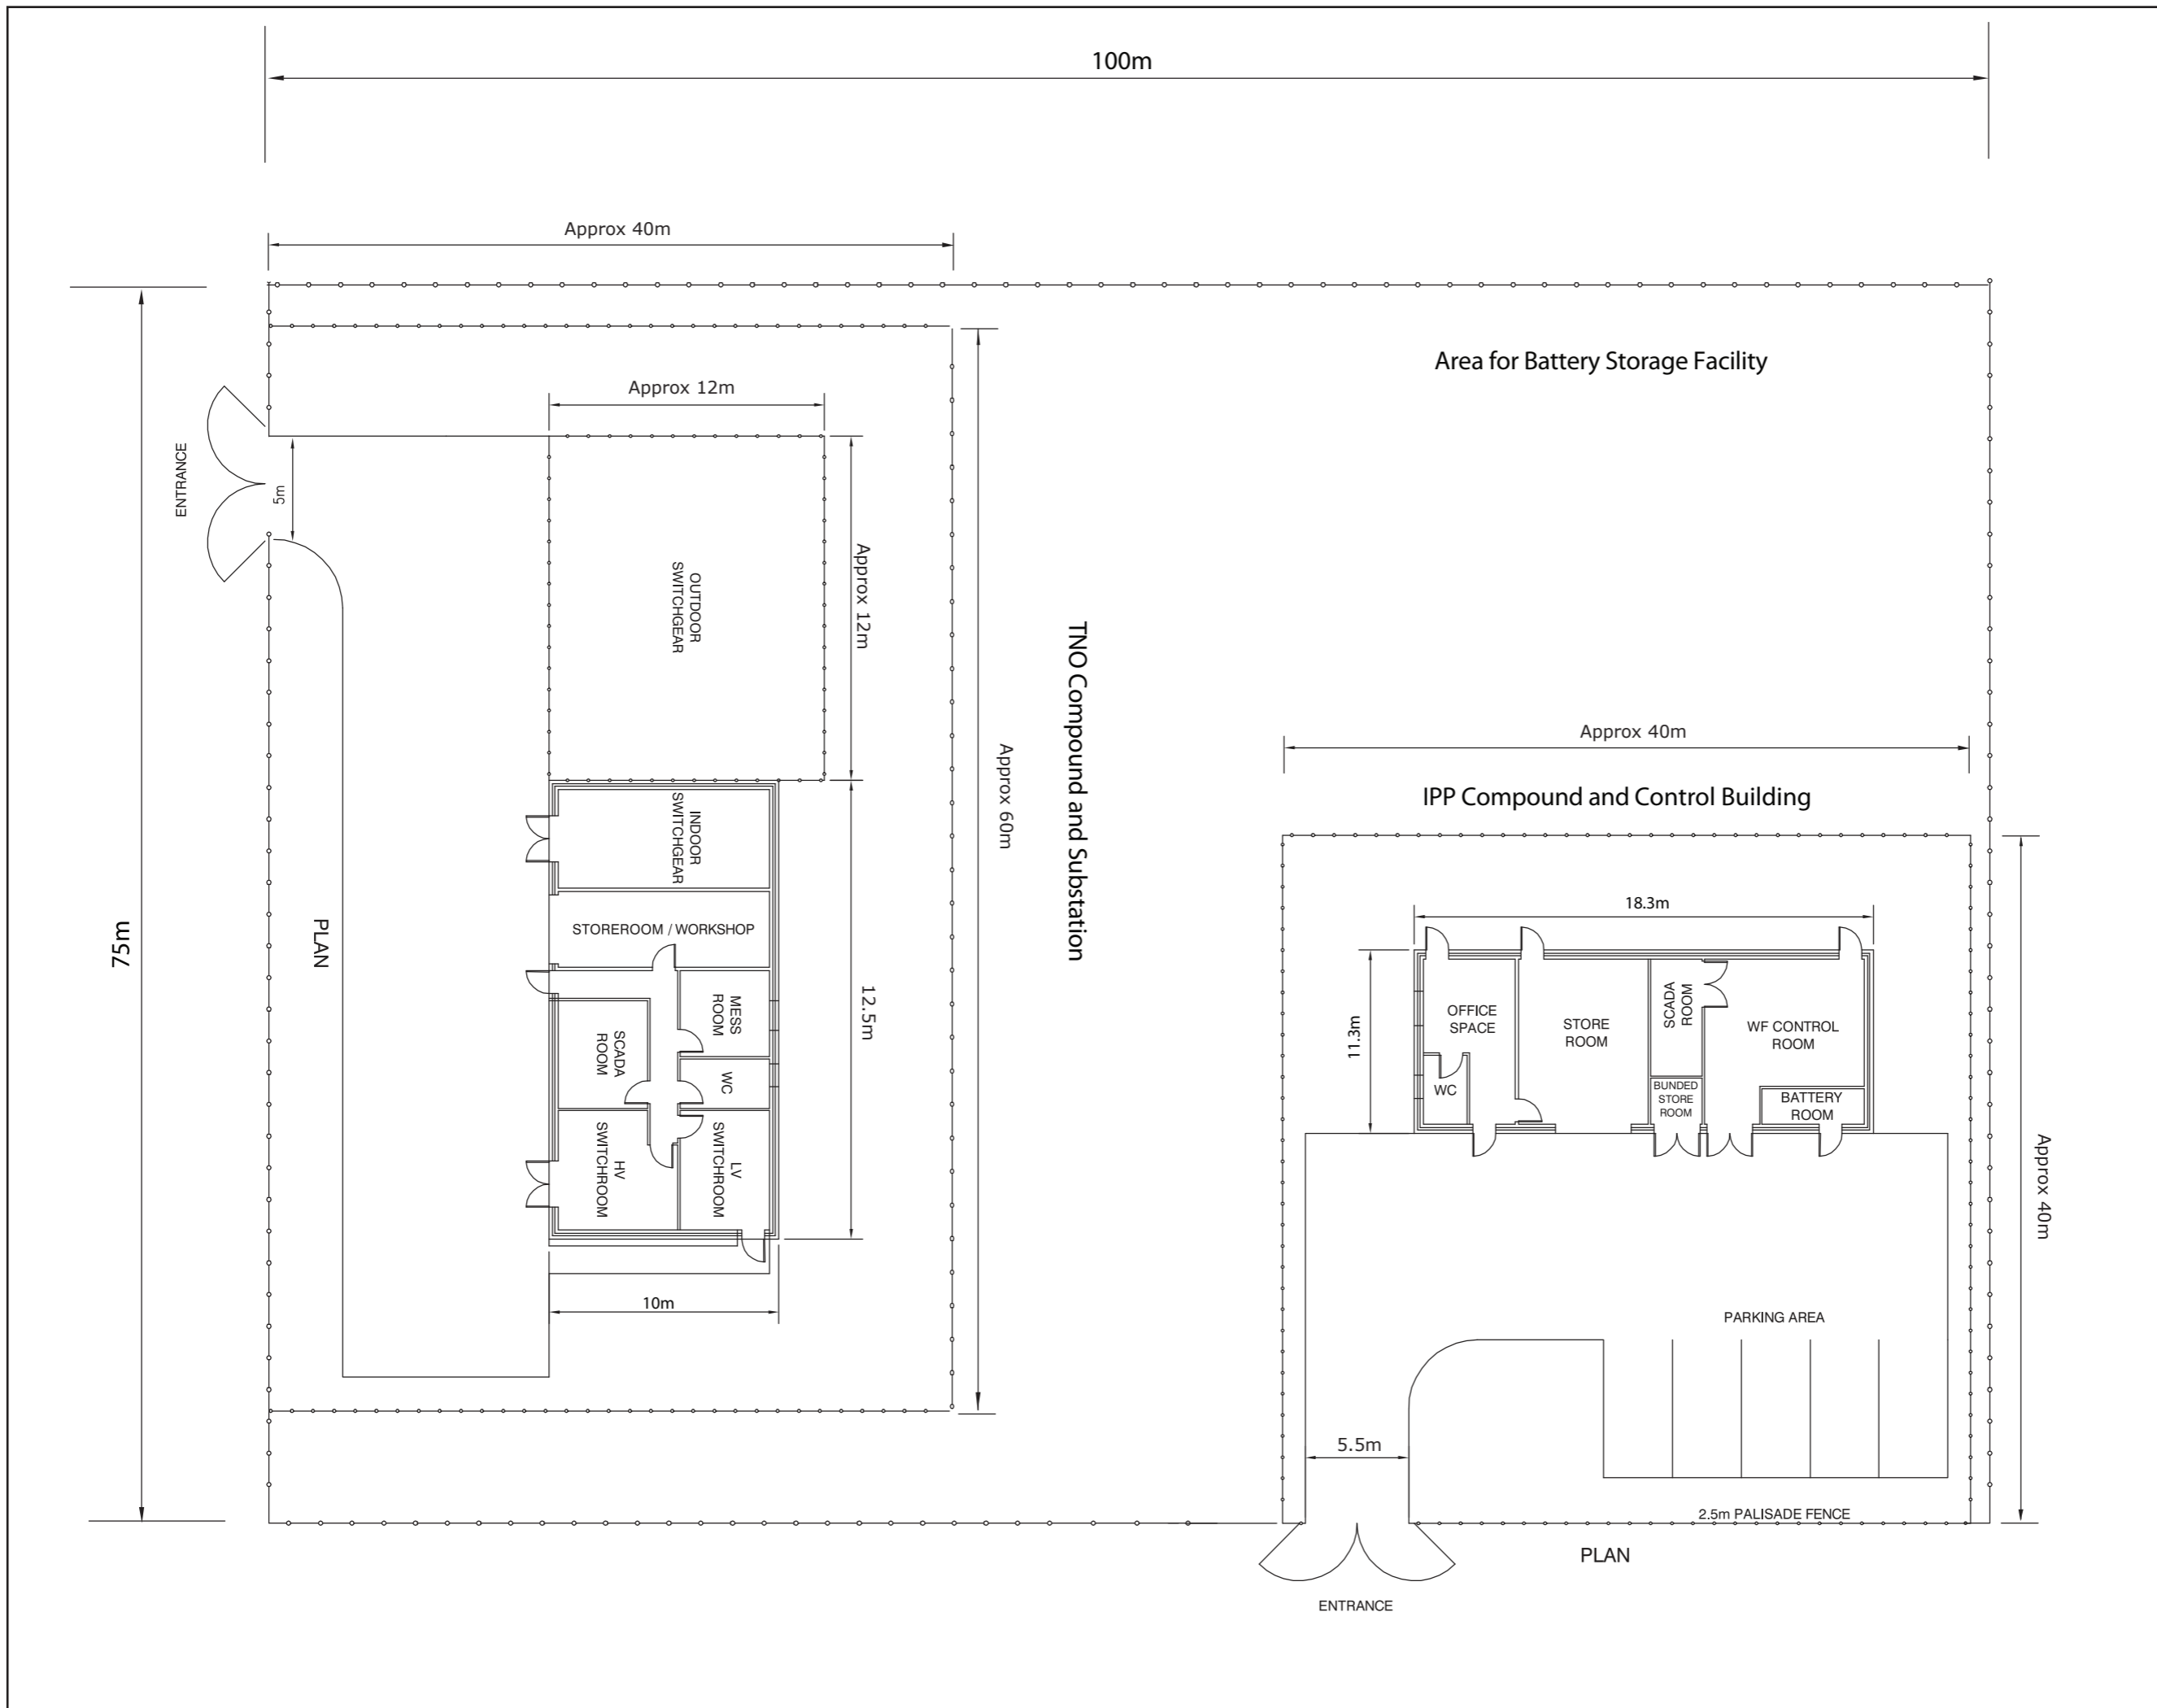 100m
Approx 40m
Area for Battery Storage Facility
Approx 12m
ENTRANCE
5m
OUTDOOR
SWITCHGEAR
Approx 12m
TNO Compound and Substation
Approx 60m
Approx 40m
IPP Compound and Control Building
INDOOR
SWITCHGEAR
75m
PLAN
STOREROOM / WORKSHOP
18.3m
MESS
ROOM
12.5m
SCADA
ROOM
WC
11.3m
OFFICE
SPACE
STORE
ROOM
SCADA
ROOM
WF CONTROL
ROOM
WC
BUNDED
STORE
ROOM
BATTERY
ROOM
HV
SWITCHROOM
LV
SWITCHROOM
Approx 40m
10m
PARKING AREA
5.5m
2.5m PALISADE FENCE
PLAN
ENTRANCE